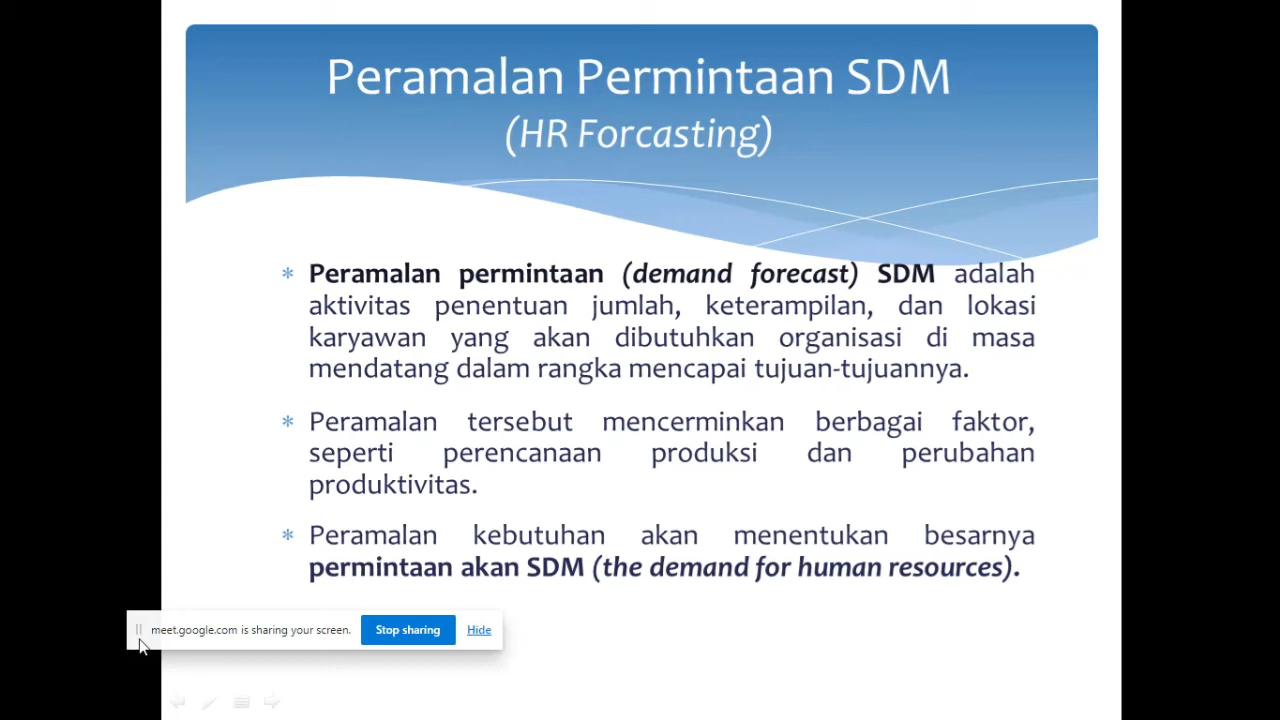 Peramalan Permintaan SDM
(HR Forcasting)
* Peramalan permintaan (demand forecast) SDM adalah
aktivitas penentuan jumlah, keterampilan, dan lokasi
karyawan yang akan dibutuhkan organisasi di masa
mendatang dalam rangka mencapai tujuan-tujuannya.
* Peramalan tersebut mencerminkan berbagai faktor,
seperti perencanaan produksi dan perubahan
produktivitas.
* Peramalan kebutuhan akan menentukan besarnya
permintaan akan SDM (the demand for human resources).
meet.google.com is sharing your screen. Stop sharing Hide